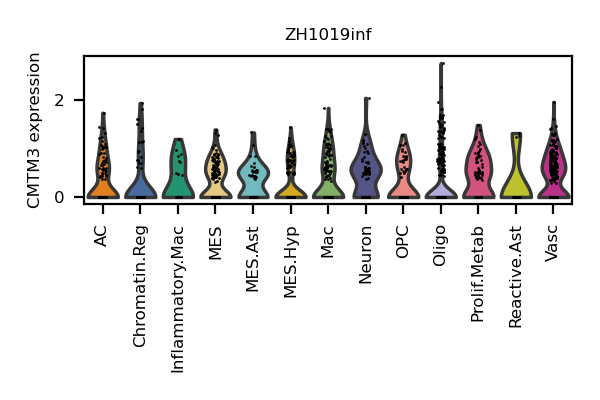 ZH1019inf
CMTM3 expression
2
0
AC
Chromatin.Reg
Inflammatory.Mac
MES
MES.Ast
MES.Hyp
Mac
Neuron
OPC
Oligo
Prolif.Metab
Reactive.Ast
Vasc